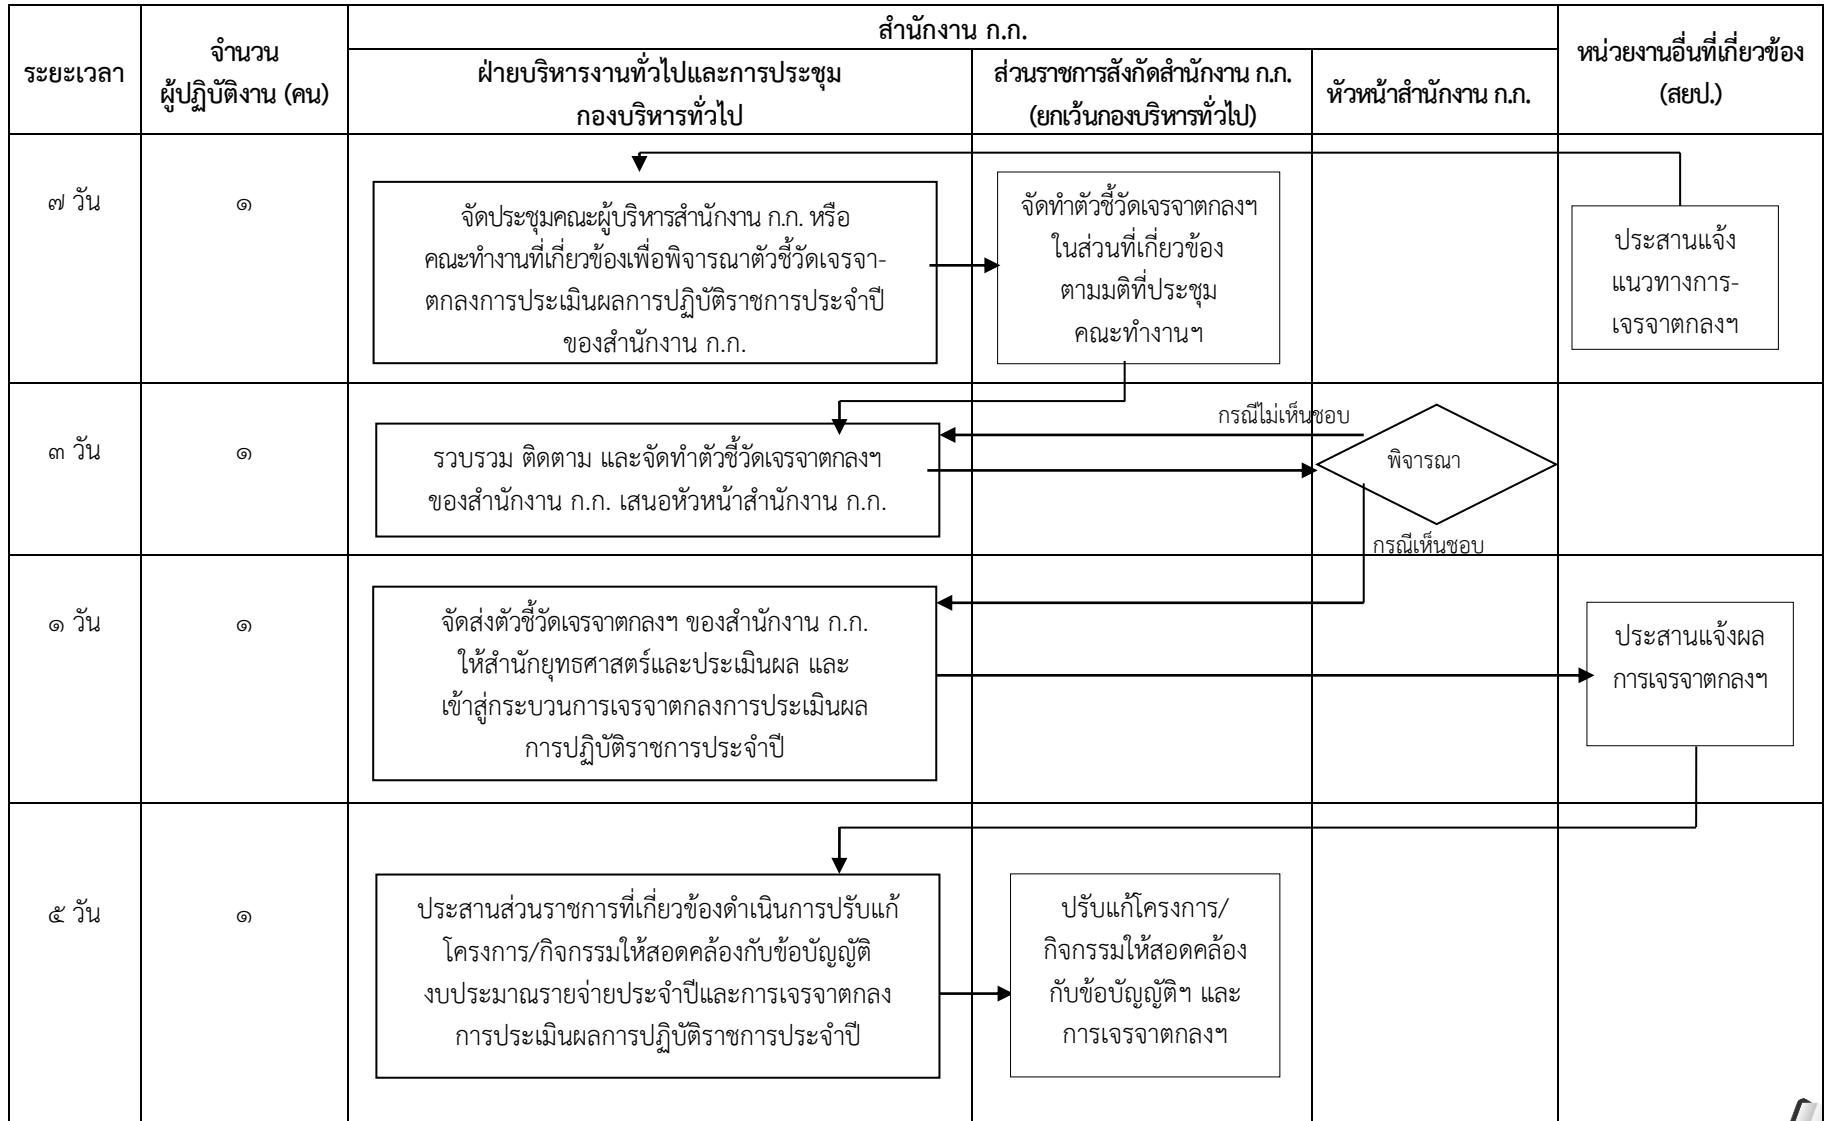 สำนักงาน ก.ก.
ระยะเวลา
จำนวน
ผู้ปฏิบัติงาน (คน)
ฝ่ายบริหารงานทั่วไปและการประชุม
กองบริหารทั่วไป
ส่วนราชการสังกัดสำนักงาน ก.ก.
(ยกเว้นกองบริหารทั่วไป)
หัวหน้าสำนักงาน ก.ก.
หน่วยงานอื่นที่เกี่ยวข้อง
(สยป.)
๗ วัน
๑
จัดประชุมคณะผู้บริหารสำนักงาน ก.ก. หรือ
คณะทำงานที่เกี่ยวข้องเพื่อพิจารณาตัวชี้วัดเจรจา-
ตกลงการประเมินผลการปฏิบัติราชการประจำปี
ของสำนักงาน ก.ก.
จัดทำตัวชี้วัดเจรจาตกลงฯ
ในส่วนที่เกี่ยวข้อง
ตามมติที่ประชุม
คณะทำงานฯ
ประสานแจ้ง
แนวทางการ-
เจรจาตกลงฯ
๓ วัน
๑
รวบรวม ติดตาม และจัดทำตัวชี้วัดเจรจาตกลงฯ
ของสำนักงาน ก.ก. เสนอหัวหน้าสำนักงาน ก.ก.
กรณีไม่เห็นชอบ
พิจารณา
กรณีเห็นชอบ
๑ วัน
๑
จัดส่งตัวชี้วัดเจรจาตกลงฯ ของสำนักงาน ก.ก.
ให้สำนักยุทธศาสตร์และประเมินผล และ
เข้าสู่กระบวนการเจรจาตกลงการประเมินผล
การปฏิบัติราชการประจำปี
ประสานแจ้งผล
การเจรจาตกลงฯ
๕ วัน
๑
ประสานส่วนราชการที่เกี่ยวข้องดำเนินการปรับแก้
โครงการ/กิจกรรมให้สอดคล้องกับข้อบัญญัติ
งบประมาณรายจ่ายประจำปีและการเจรจาตกลง
การประเมินผลการปฏิบัติราชการประจำปี
ปรับแก้โครงการ/
กิจกรรมให้สอดคล้อง
กับข้อบัญญัติฯ และ
การเจรจาตกลงฯ